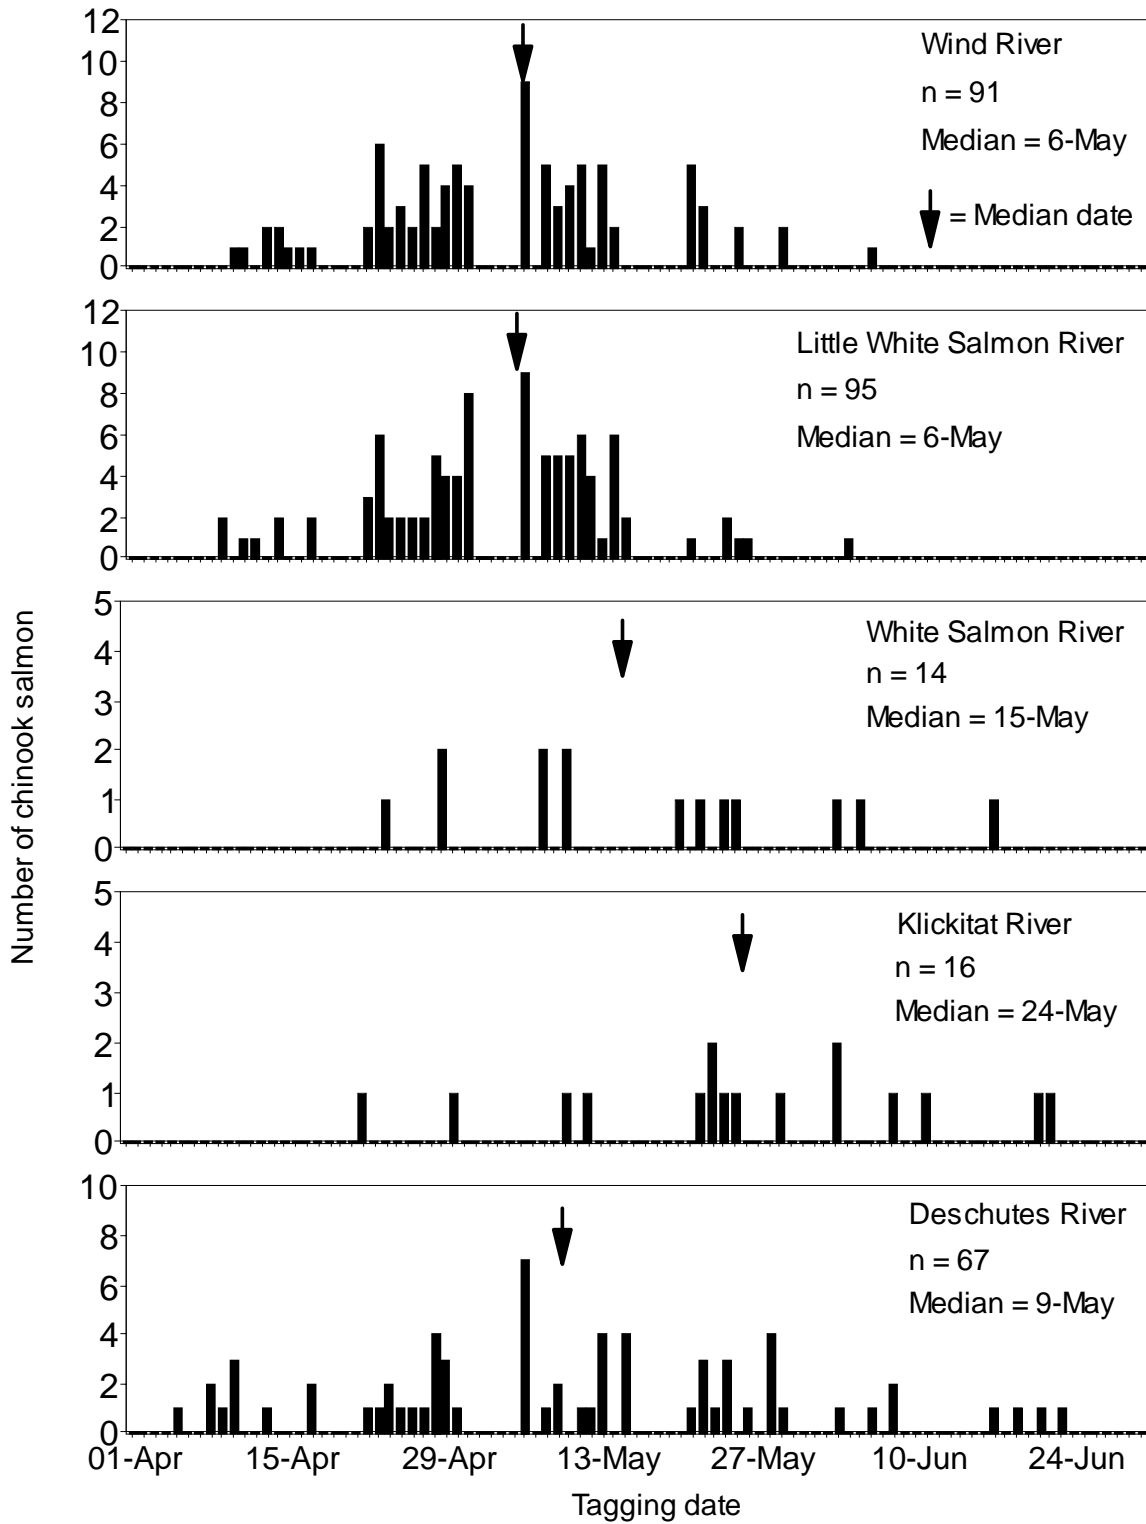 12
10
8
6
4
2
0
Wind River
n = 91
Median = 6-May
= Median date
12
10
8
6
4
2
0
Little White Salmon River
n = 95
Median = 6-May
Number of chinook salmon
5
4
3
2
1
0
White Salmon River
n = 14
Median = 15-May
5
4
3
2
1
0
Klickitat River
n = 16
Median = 24-May
10
8
6
4
2
0
Deschutes River
n = 67
Median = 9-May
01-Apr 15-Apr 29-Apr 13-May 27-May 10-Jun 24-Jun
Tagging date